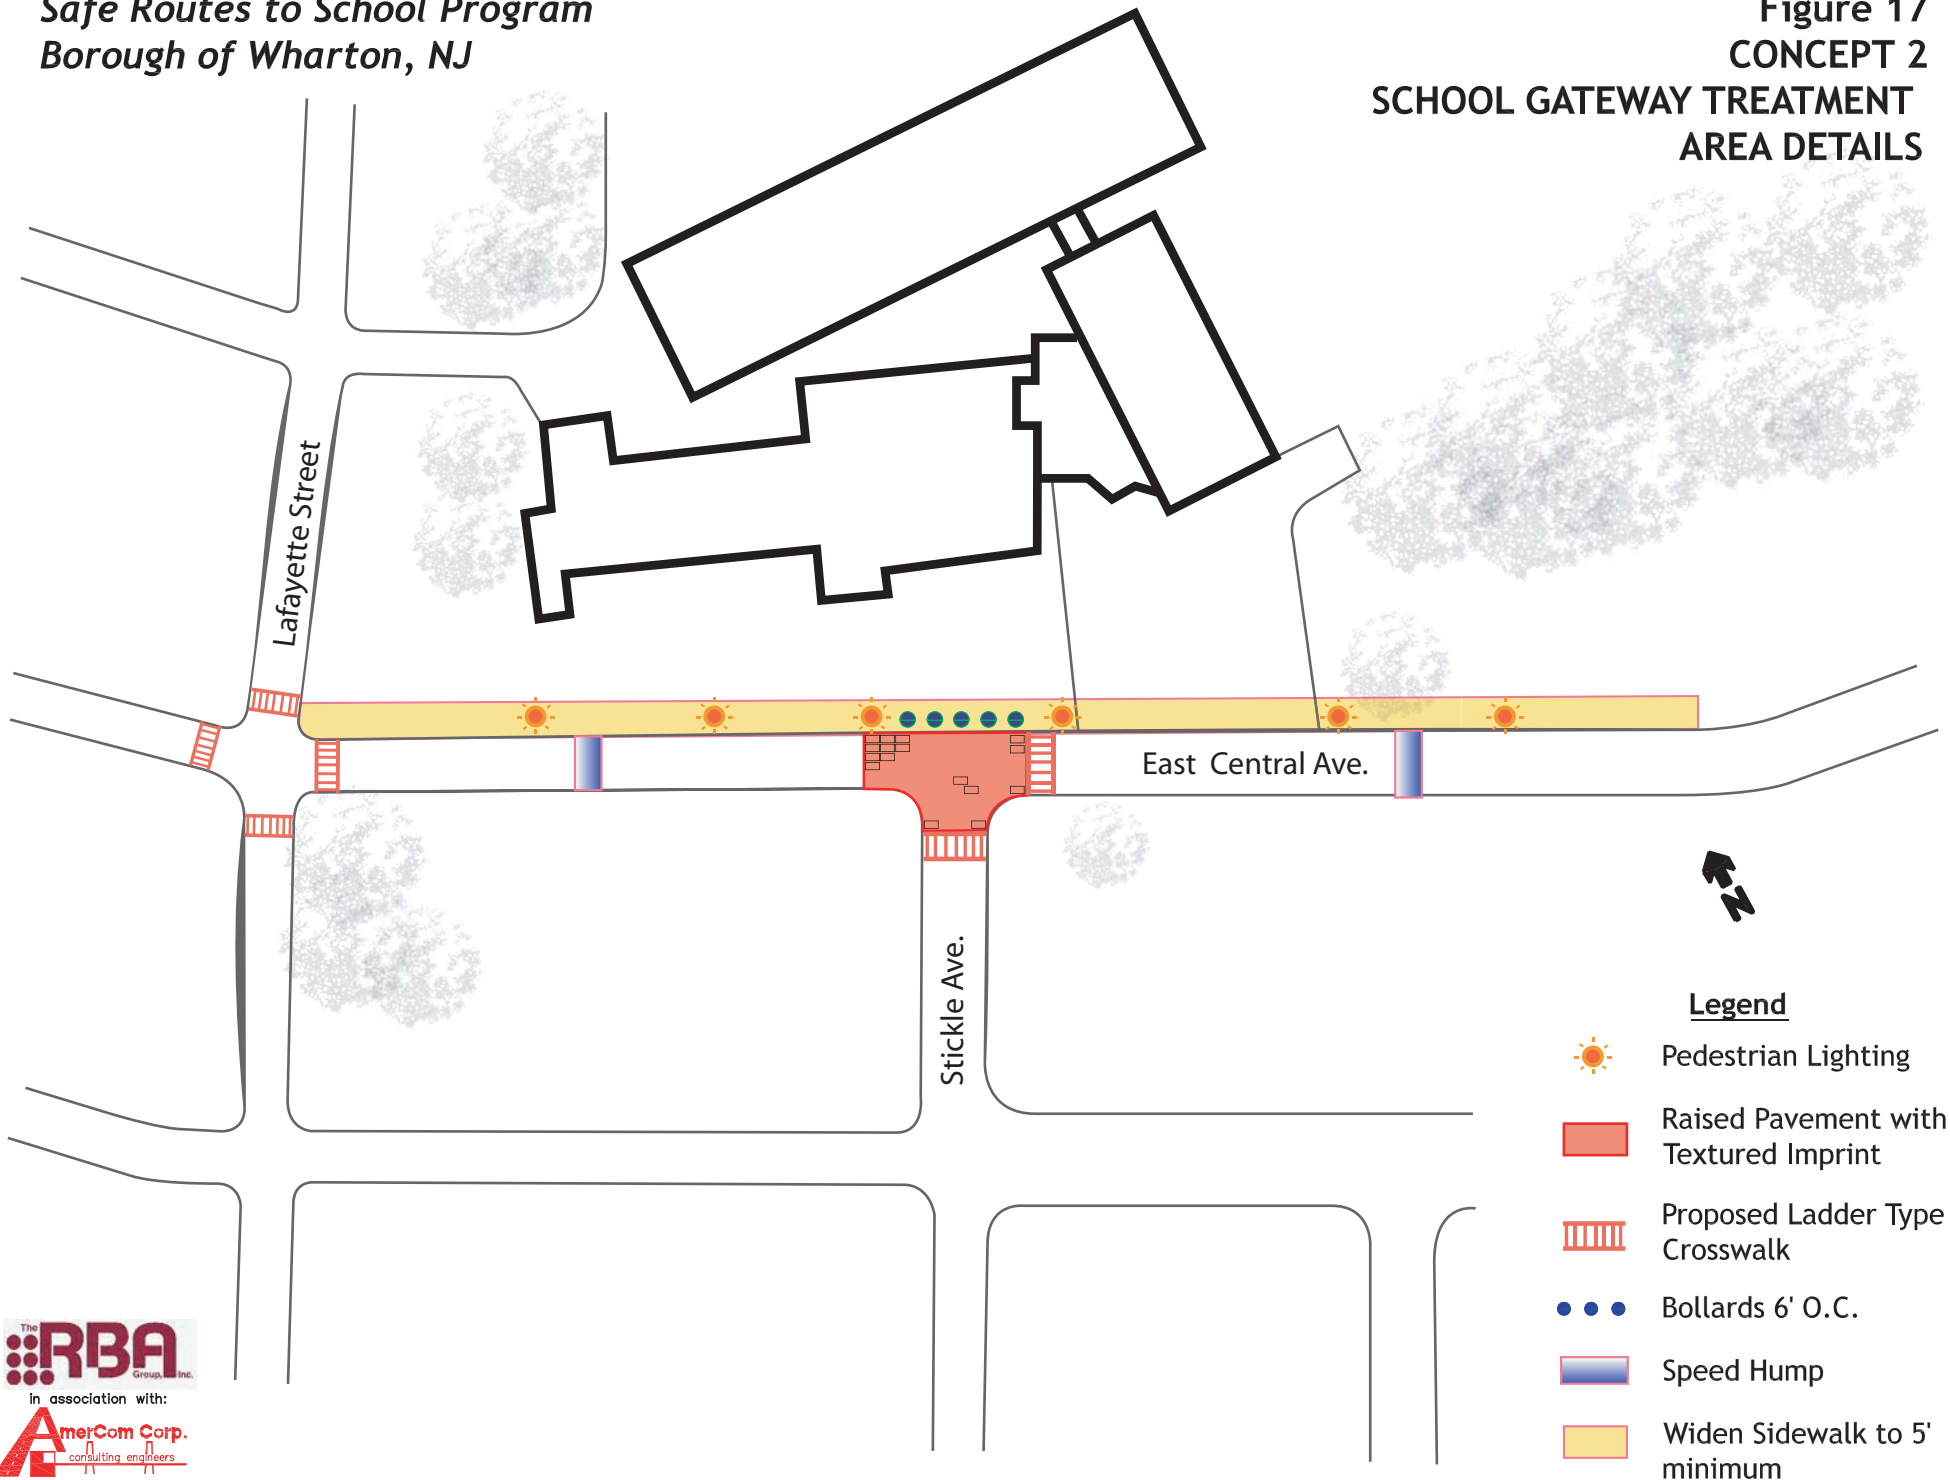 Safe Routes to School Program
Borough of Wharton, NJ
Figure 17
CONCEPT 2
SCHOOL GATEWAY TREATMENT
AREA DETAILS
Lafayette Street
East Central Ave.
Stickle Ave.
N
Legend
Pedestrian Lighting
Raised Pavement with
Textured Imprint
Proposed Ladder Type
Crosswalk
Bollards 6' O.C.
Speed Hump
Widen Sidewalk to 5'
minimum
The
RBA
Group, Inc.
in association with:
AmerCom Corp.
consulting engineers